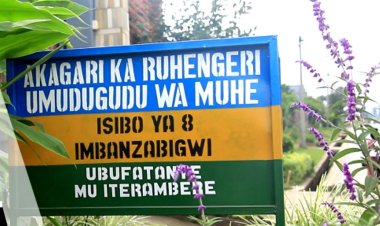 AKAGARI KA RUHENGERI
UMUDUGUDU WA MUHE
ISIBO YA 8
IMBANZABIGWI
UBUFATANYE
MU ITERAMBERE